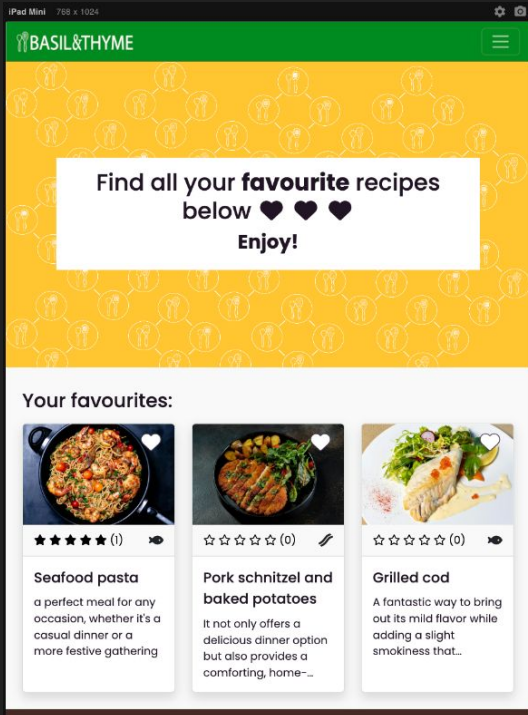 iPad Mini 768 x 1024
BASIL&THYME
Find all your favourite recipes
below
Enjoy!
Your favourites:
(1)
(0)
(0)
Seafood pasta
a perfect meal for any
occasion, whether it's a
casual dinner or a
more festive gathering
Pork schnitzel and
baked potatoes
It not only offers a
delicious dinner option
but also provides a
comforting, home-...
Grilled cod
A fantastic way to bring
out its mild flavor while
adding a slight
smokiness that...